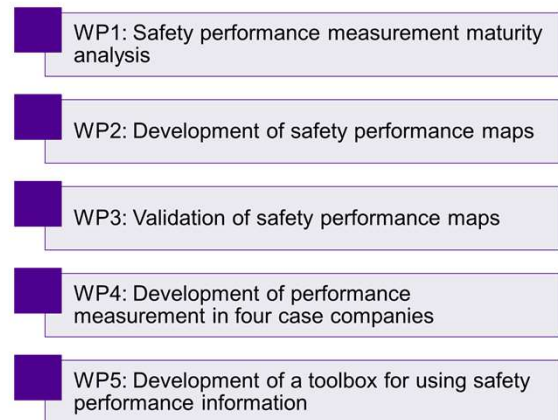 WP1: Safety performance measurement maturity
analysis
WP2: Development of safety performance maps
WP3: Validation of safety performance maps
WP4: Development of performance
measurement in four case companies
WP5: Development of a toolbox for using safety
performance information